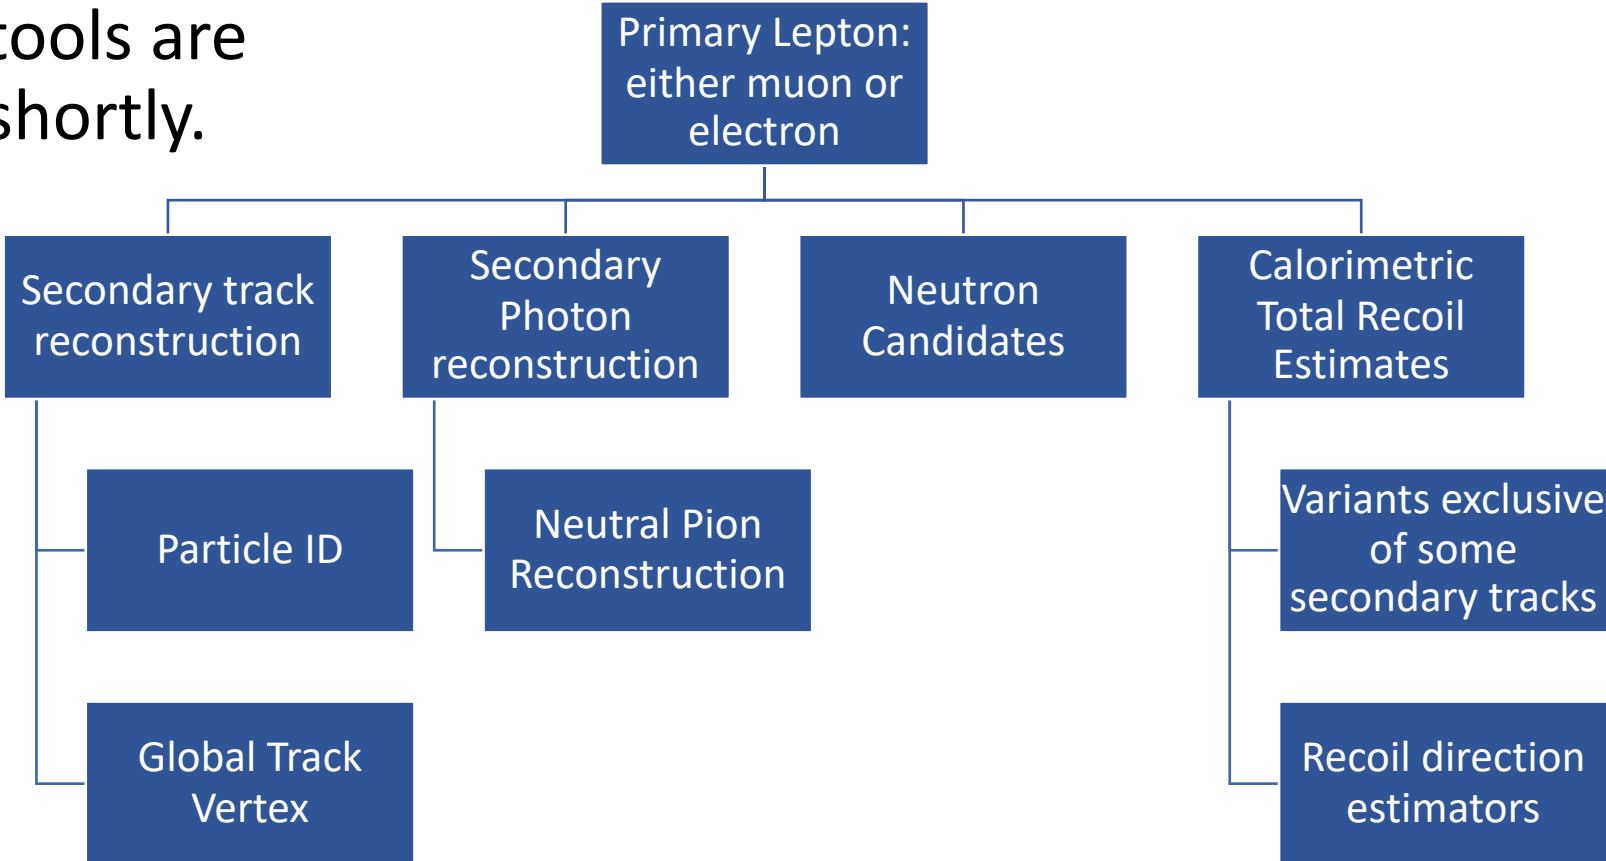 tools are
shortly.
Primary Lepton:
either muon or
electron
Secondary track
reconstruction
Secondary
Photon
reconstruction
Neutron
Candidates
Calorimetric
Total Recoil
Estimates
Particle ID
Global Track
Vertex
Neutral Pion
Reconstruction
Variants exclusive
of some
secondary tracks
Recoil direction
estimators